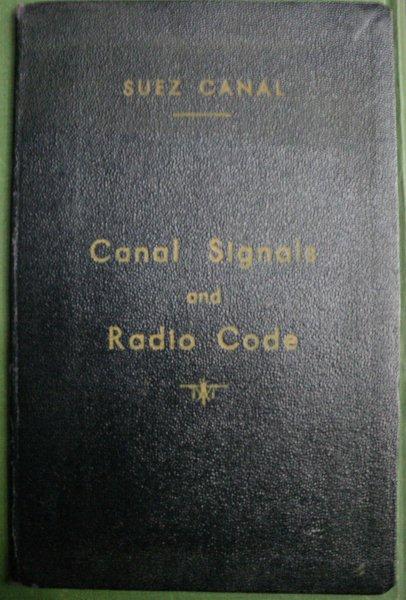 SUEZ CANAL
Canal Signals
and
Radio Code